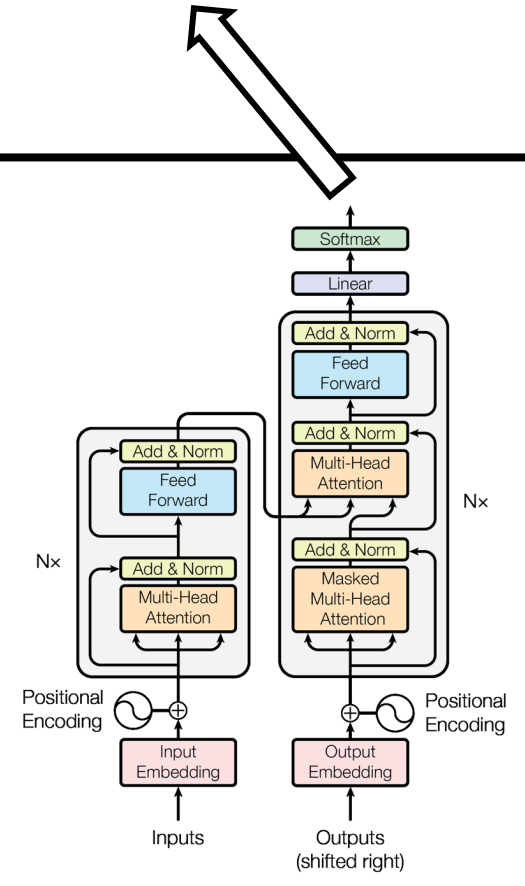 Softmax
Linear
Add & Norm
Feed
Forward
Add & Norm
Multi-Head
Attention
Add & Norm
Masked
Multi-Head
Attention
Nx
Add & Norm
Feed
Forward
Add & Norm
Multi-Head
Attention
Nx
Positional
Encoding
Positional
Encoding
Input
Embedding
Output
Embedding
Inputs
Outputs
(shifted right)